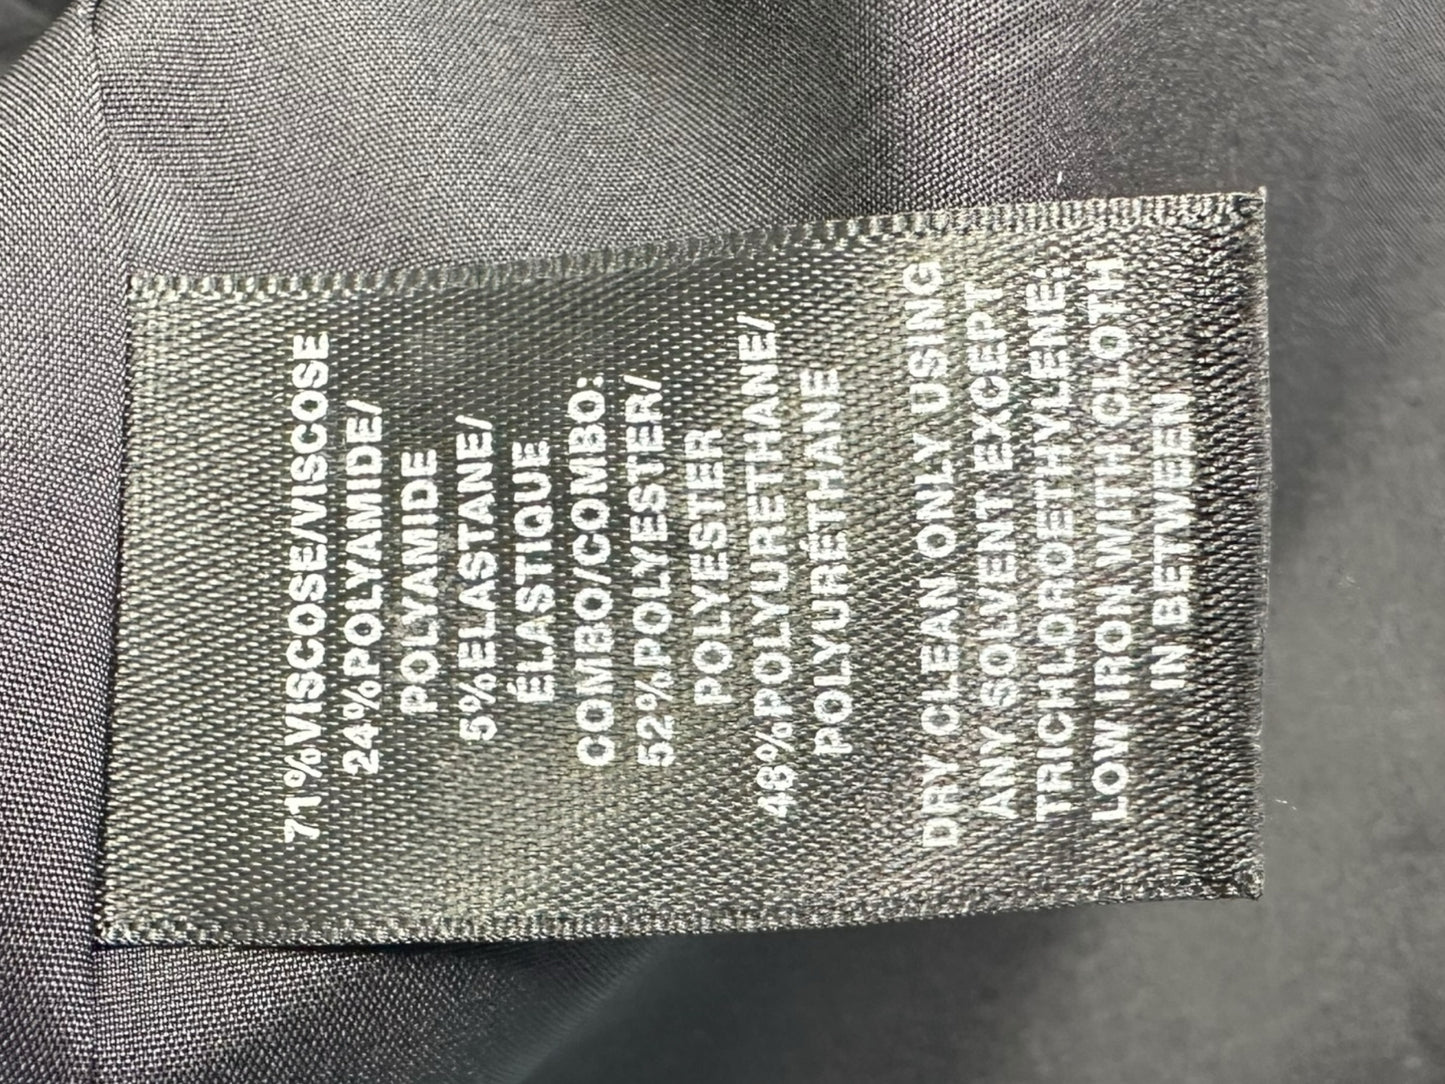 71%VISCOSE/VISCOSE
24%POLYAMIDE/
POLYAMIDE
5%ELASTANE/
ÉLASTIQUE
COMBO/COMBO:
52%POLYESTER/
POLYESTER
48%POLYURETHANE/
POLYURÉTHANE
DRY CLEAN ONLY USING
ANY SOLVENT EXCEPT
TRICHLOROETHYLENE:
LOW IRON WITH CLOTH
IN BETWEEN